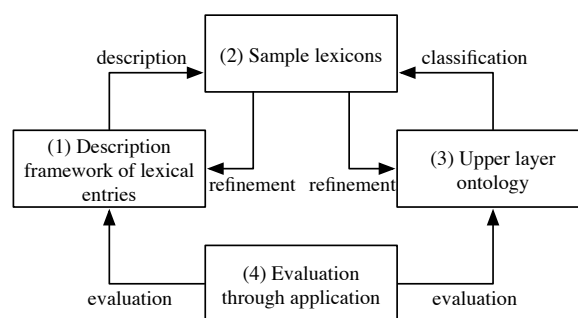 description
(2) Sample lexicons
classification
(1) Description
framework of lexical
entries
refinement
refinement
(3) Upper layer
ontology
evaluation
(4) Evaluation
through application
evaluation